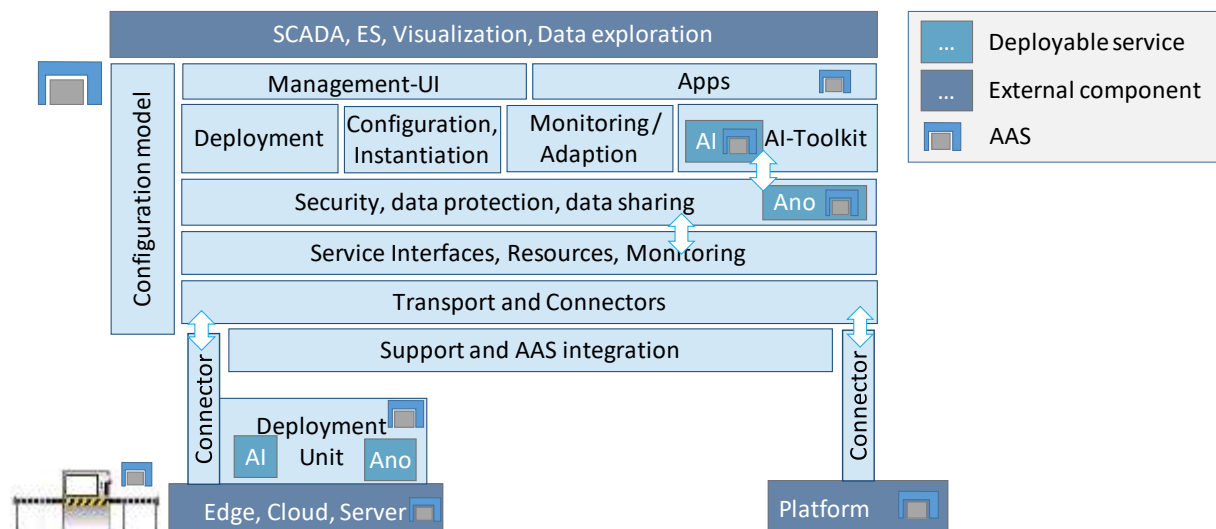 SCADA, ES, Visualization, Data exploration
... Deployable service
... External component
AAS
Configuration model
Management-UI
Apps
Deployment
Configuration,
Instantiation
Monitoring/
Adaption
AI
AI-Toolkit
Security, data protection, data sharing
Ano
Service Interfaces, Resources, Monitoring
Transport and Connectors
Support and AAS integration
Connector
Connector
Deployment
Unit
AI
Ano
Edge, Cloud, Server
Platform